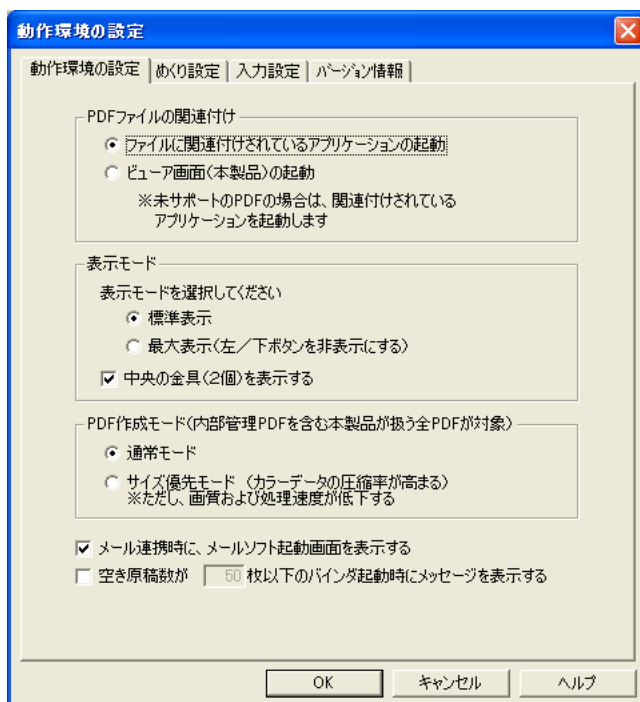 動作環境の設定
動作環境の設定 めくり設定 入力設定 バージョン情報
PDFファイルの関連付け
ファイルに関連付けされているアプリケーションの起動
ビューア画面(本製品)の起動
※未サポートのPDFの場合は、関連付けされている
アプリケーションを起動します
表示モード
表示モードを選択してください
標準表示
最大表示(左/下ボタンを非表示にする)
中央の金具(2個)を表示する
PDF作成モード(内部管理PDFを含む本製品が扱う全PDFが対象)
通常モード
サイズ優先モード (カラーデータの圧縮率が高まる)
※ただし、画質および処理速度が低下する
メール連携時に、メールソフト起動画面を表示する
空き原稿数が 50 枚以下のバインダ起動時にメッセージを表示する
OK キャンセル ヘルプ